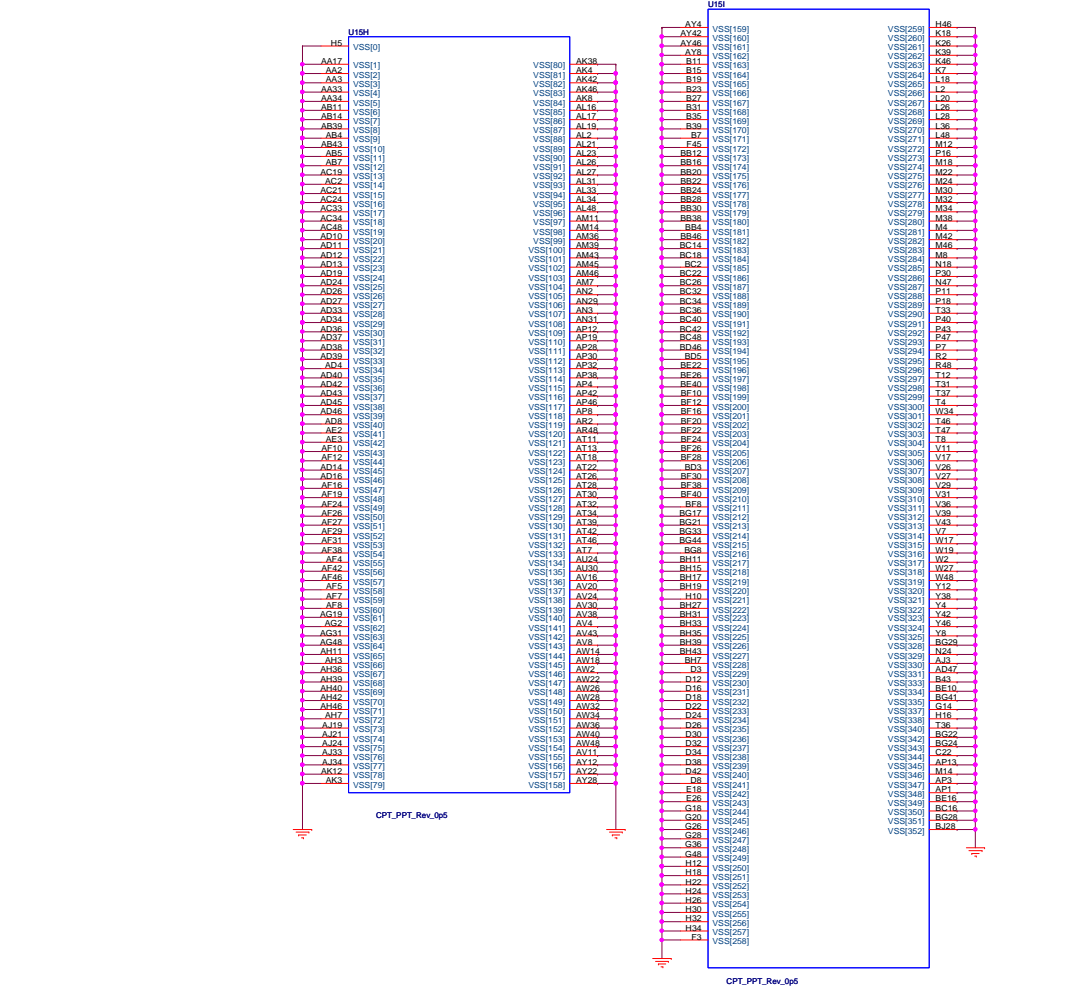 U15H
H5 VSS[0]
AA17 VSS[1]
AA2 VSS[2]
AA3 VSS[3]
AA33 VSS[4]
AA34 VSS[5]
AB11 VSS[6]
AB14 VSS[7]
AB39 VSS[8]
AB4 VSS[9]
AB43 VSS[10]
AB5 VSS[11]
AB7 VSS[12]
AC19 VSS[13]
AC2 VSS[14]
AC21 VSS[15]
AC24 VSS[16]
AC33 VSS[17]
AC34 VSS[18]
AC48 VSS[19]
AD10 VSS[20]
AD11 VSS[21]
AD12 VSS[22]
AD13 VSS[23]
AD19 VSS[24]
AD24 VSS[25]
AD26 VSS[26]
AD27 VSS[27]
AD33 VSS[28]
AD34 VSS[29]
AD36 VSS[30]
AD37 VSS[31]
AD38 VSS[32]
AD39 VSS[33]
AD4 VSS[34]
AD40 VSS[35]
AD42 VSS[36]
AD43 VSS[37]
AD45 VSS[38]
AD46 VSS[39]
AD8 VSS[40]
AE2 VSS[41]
AE3 VSS[42]
AF10 VSS[43]
AF12 VSS[44]
AD14 VSS[45]
AD16 VSS[46]
AF16 VSS[47]
AF19 VSS[48]
AF24 VSS[49]
AF26 VSS[50]
AF27 VSS[51]
AF29 VSS[52]
AF31 VSS[53]
AF38 VSS[54]
AF4 VSS[55]
AF42 VSS[56]
AF46 VSS[57]
AF5 VSS[58]
AF7 VSS[59]
AF8 VSS[60]
AG19 VSS[61]
AG2 VSS[62]
AG31 VSS[63]
AG48 VSS[64]
AH11 VSS[65]
AH3 VSS[66]
AH36 VSS[67]
AH39 VSS[68]
AH40 VSS[69]
AH42 VSS[70]
AH46 VSS[71]
AH7 VSS[72]
AJ19 VSS[73]
AJ21 VSS[74]
AJ24 VSS[75]
AJ33 VSS[76]
AJ34 VSS[77]
AK12 VSS[78]
AK3 VSS[79]
VSS[80] AK38
VSS[81] AK4
VSS[82] AK42
VSS[83] AK46
VSS[84] AK8
VSS[85] AL16
VSS[86] AL17
VSS[87] AL19
VSS[88] AL2
VSS[89] AL21
VSS[90] AL23
VSS[91] AL26
VSS[92] AL27
VSS[93] AL31
VSS[94] AL33
VSS[95] AL34
VSS[96] AL48
VSS[97] AM11
VSS[98] AM14
VSS[99] AM36
VSS[100] AM39
VSS[101] AM43
VSS[102] AM45
VSS[103] AM46
VSS[104] AM7
VSS[105] AN2
VSS[106] AN29
VSS[107] AN3
VSS[108] AN31
VSS[109] AP12
VSS[110] AP19
VSS[111] AP28
VSS[112] AP30
VSS[113] AP32
VSS[114] AP38
VSS[115] AP4
VSS[116] AP42
VSS[117] AP46
VSS[118] AP8
VSS[119] AR2
VSS[120] AR48
VSS[121] AT11
VSS[122] AT13
VSS[123] AT18
VSS[124] AT22
VSS[125] AT26
VSS[126] AT28
VSS[127] AT30
VSS[128] AT32
VSS[129] AT34
VSS[130] AT39
VSS[131] AT42
VSS[132] AT46
VSS[133] AT7
VSS[134] AU24
VSS[135] AU30
VSS[136] AV16
VSS[137] AV20
VSS[138] AV24
VSS[139] AV30
VSS[140] AV38
VSS[141] AV4
VSS[142] AV43
VSS[143] AV8
VSS[144] AW14
VSS[145] AW18
VSS[146] AW2
VSS[147] AW22
VSS[148] AW26
VSS[149] AW28
VSS[150] AW32
VSS[151] AW34
VSS[152] AW36
VSS[153] AW40
VSS[154] AW48
VSS[155] AV11
VSS[156] AY12
VSS[157] AY22
VSS[158] AY28
CPT_PPT_Rev_0p5
U15I
AY4 VSS[159]
AY42 VSS[160]
AY46 VSS[161]
AY8 VSS[162]
B11 VSS[163]
B15 VSS[164]
B19 VSS[165]
B23 VSS[166]
B27 VSS[167]
B31 VSS[168]
B35 VSS[169]
B39 VSS[170]
B7 VSS[171]
F45 VSS[172]
BB12 VSS[173]
BB16 VSS[174]
BB20 VSS[175]
BB22 VSS[176]
BB24 VSS[177]
BB28 VSS[178]
BB30 VSS[179]
BB38 VSS[180]
BB4 VSS[181]
BB46 VSS[182]
BC14 VSS[183]
BC18 VSS[184]
BC2 VSS[185]
BC22 VSS[186]
BC26 VSS[187]
BC32 VSS[188]
BC34 VSS[189]
BC36 VSS[190]
BC40 VSS[191]
BC42 VSS[192]
BC48 VSS[193]
BD46 VSS[194]
BD5 VSS[195]
BE22 VSS[196]
BE26 VSS[197]
BE40 VSS[198]
BF10 VSS[199]
BF12 VSS[200]
BF16 VSS[201]
BF20 VSS[202]
BF22 VSS[203]
BF24 VSS[204]
BF26 VSS[205]
BF28 VSS[206]
BD3 VSS[207]
BF30 VSS[208]
BF38 VSS[209]
BF40 VSS[210]
BF8 VSS[211]
BG17 VSS[212]
BG21 VSS[213]
BG33 VSS[214]
BG44 VSS[215]
BG8 VSS[216]
BH11 VSS[217]
BH15 VSS[218]
BH17 VSS[219]
BH19 VSS[220]
H10 VSS[221]
BH27 VSS[222]
BH31 VSS[223]
BH33 VSS[224]
BH35 VSS[225]
BH39 VSS[226]
BH43 VSS[227]
BH7 VSS[228]
D3 VSS[229]
D12 VSS[230]
D16 VSS[231]
D18 VSS[232]
D22 VSS[233]
D24 VSS[234]
D26 VSS[235]
D30 VSS[236]
D32 VSS[237]
D34 VSS[238]
D38 VSS[239]
D42 VSS[240]
D8 VSS[241]
E18 VSS[242]
E26 VSS[243]
G18 VSS[244]
G20 VSS[245]
G26 VSS[246]
G28 VSS[247]
G36 VSS[248]
G48 VSS[249]
H12 VSS[250]
H18 VSS[251]
H22 VSS[252]
H24 VSS[253]
H26 VSS[254]
H30 VSS[255]
H32 VSS[256]
H34 VSS[257]
F3 VSS[258]
VSS[259] H46
VSS[260] K18
VSS[261] K26
VSS[262] K39
VSS[263] K46
VSS[264] K7
VSS[265] L18
VSS[266] L2
VSS[267] L20
VSS[268] L26
VSS[269] L28
VSS[270] L36
VSS[271] L48
VSS[272] M12
VSS[273] P16
VSS[274] M18
VSS[275] M22
VSS[276] M24
VSS[277] M30
VSS[278] M32
VSS[279] M34
VSS[280] M38
VSS[281] M4
VSS[282] M42
VSS[283] M46
VSS[284] M8
VSS[285] N18
VSS[286] P30
VSS[287] N47
VSS[288] P11
VSS[289] P18
VSS[290] T33
VSS[291] P40
VSS[292] P43
VSS[293] P47
VSS[294] P7
VSS[295] R2
VSS[296] R48
VSS[297] T12
VSS[298] T31
VSS[299] T37
VSS[300] T4
VSS[301] W34
VSS[302] T46
VSS[303] T47
VSS[304] T8
VSS[305] V11
VSS[306] V17
VSS[307] V26
VSS[308] V27
VSS[309] V29
VSS[310] V31
VSS[311] V36
VSS[312] V39
VSS[313] V43
VSS[314] V7
VSS[315] W17
VSS[316] W19
VSS[317] W2
VSS[318] W27
VSS[319] W48
VSS[320] Y12
VSS[321] Y38
VSS[322] Y4
VSS[323] Y42
VSS[324] Y46
VSS[325] Y8
VSS[328] BG29
VSS[329] N24
VSS[330] AJ3
VSS[331] AD47
VSS[333] B43
VSS[334] BE10
VSS[335] BG41
VSS[337] G14
VSS[338] H16
VSS[340] T36
VSS[342] BG22
VSS[343] BG24
VSS[344] C22
VSS[345] AP13
VSS[346] M14
VSS[347] AP3
VSS[348] AP1
VSS[349] BE16
VSS[350] BC16
VSS[351] BG28
VSS[352] BJ28
CPT_PPT_Rev_0p5